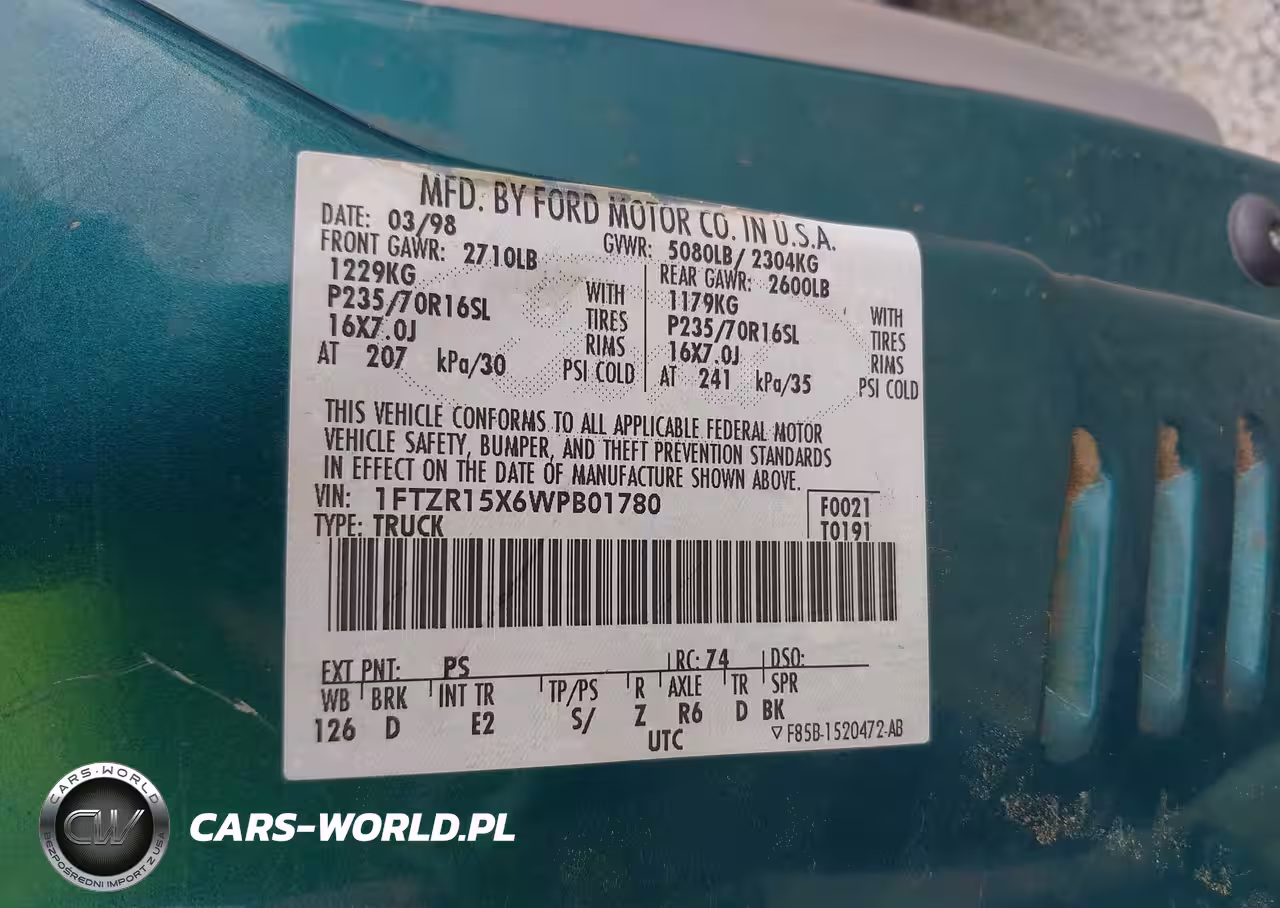 MFD. BY FORD MOTOR CO. IN U.S.A.
DATE: 03/98 GVWR: 5080LB/ 2304KG
FRONT GAWR: 2710LB REAR GAWR: 2600LB
1229KG WITH 1179KG WITH
P235/70R16SL TIRES P235/70R16SL TIRES
16X7.0J RIMS 16X7.0J RIMS
AT 207 kPa/30 PSI COLD AT 241 kPa/35 PSI COLD
THIS VEHICLE CONFORMS TO ALL APPLICABLE FEDERAL MOTOR
VEHICLE SAFETY, BUMPER, AND THEFT PREVENTION STANDARDS
IN EFFECT ON THE DATE OF MANUFACTURE SHOWN ABOVE.
VIN: 1FTZR15X6WPB01780 F0021
TYPE: TRUCK T0191
EXT PNT: PS RC: 74 DSO:
WB BRK INT TR TP/PS R AXLE TR SPR
126 D E2 S/ Z R6 D BK
UTC ▽ F85B-1520472-AB
CARS-WORLD
CW
BEZPOŚREDNI IMPORT Z USA
CARS-WORLD.PL